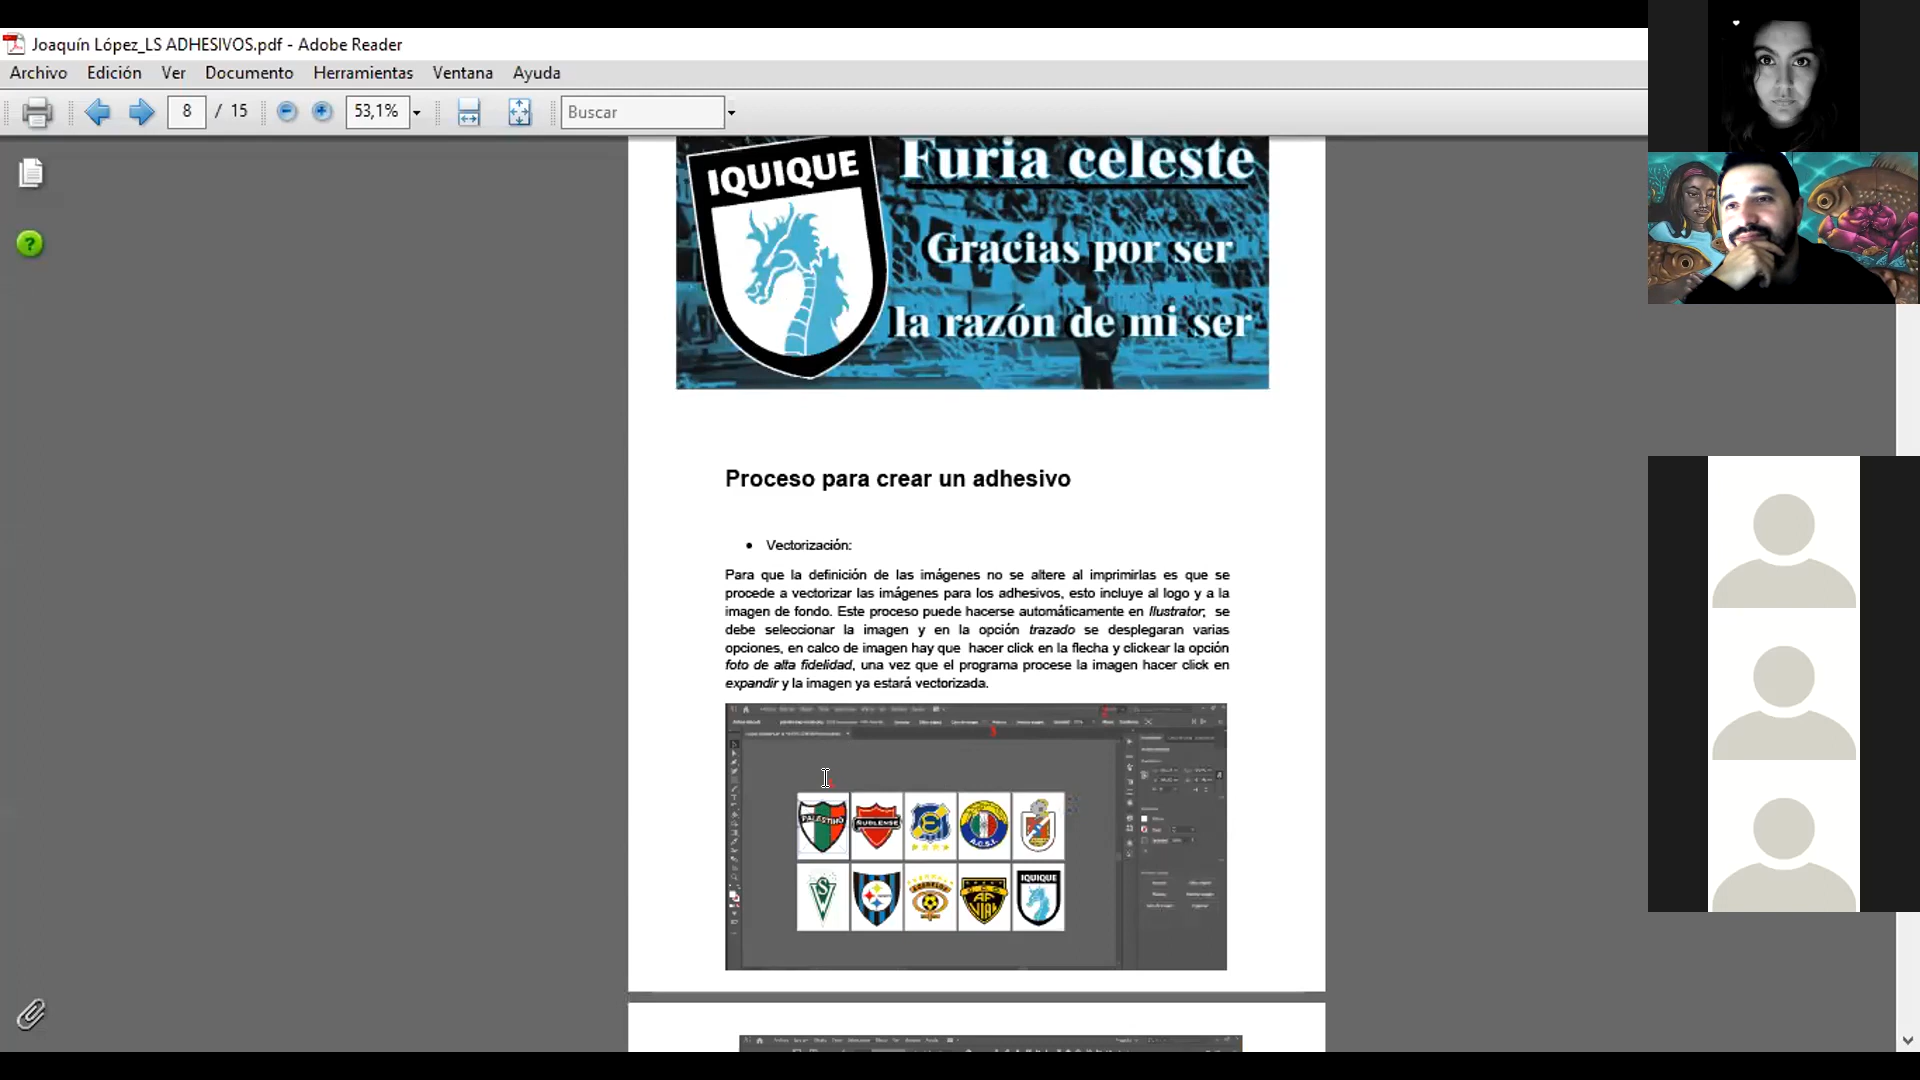 Joaquín López_LS ADHESIVOS.pdf - Adobe Reader
Archivo Edición Ver Documento Herramientas Ventana Ayuda
8 / 15 53,1% Buscar
IQUIQUE
Furia celeste
Gracias por ser
la razón de mi ser
Proceso para crear un adhesivo
• Vectorización:
Para que la definición de las imágenes no se altere al imprimirlas es que se
procede a vectorizar las imágenes para los adhesivos, esto incluye al logo y a la
imagen de fondo. Este proceso puede hacerse automáticamente en Ilustrator; se
debe seleccionar la imagen y en la opción trazado se desplegaran varias
opciones, en calco de imagen hay que hacer click en la flecha y clickear la opción
foto de alta fidelidad, una vez que el programa procese la imagen hacer click en
expandir y la imagen ya estará vectorizada.
PALESTINO
ÑUBLENSE
A.C.S.I.
IQUIQUE